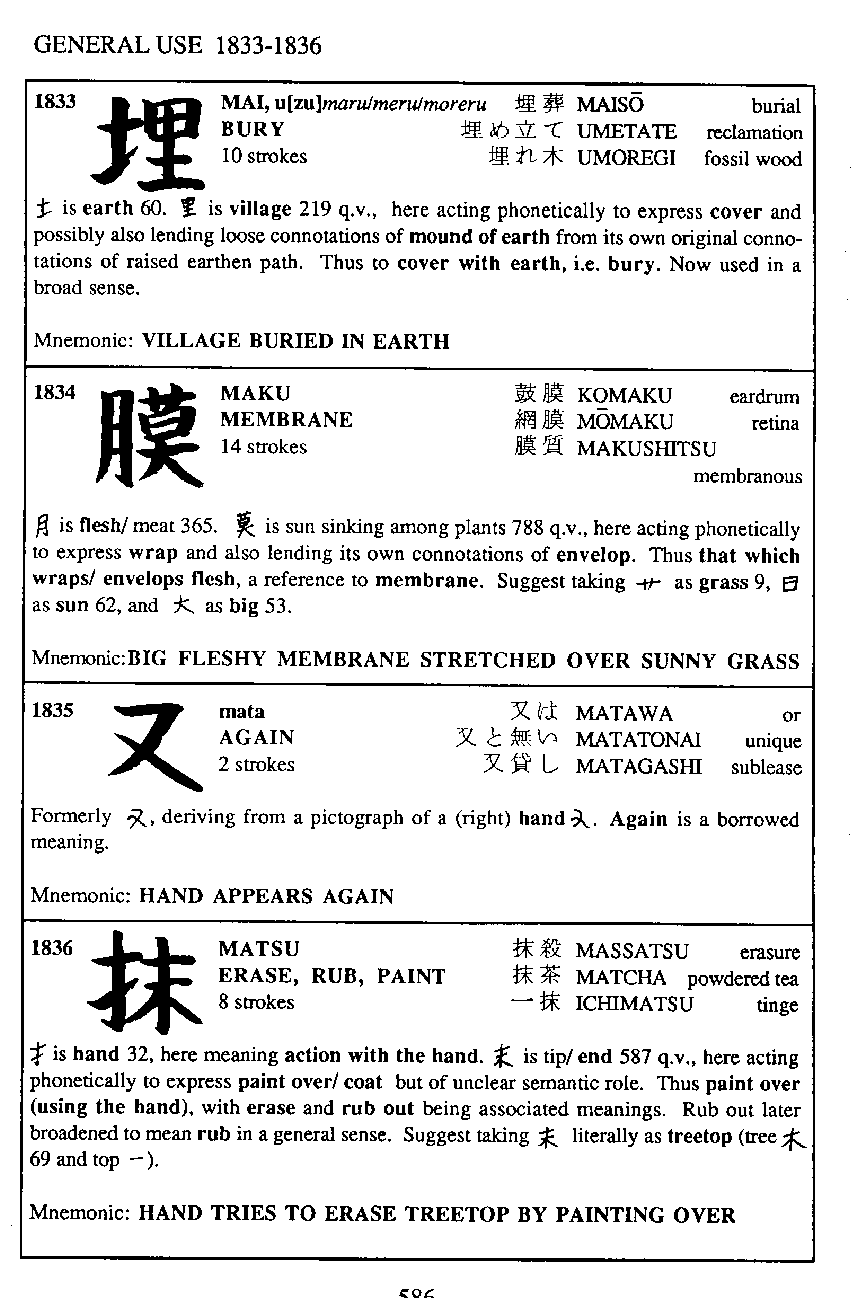 GENERAL USE 1833-1836
1833 埋 MAI, u[zu]maru/meru/moreru 埋葬 MAISŌ burial
BURY 埋め立て UMETATE reclamation
10 strokes 埋れ木 UMOREGI fossil wood
土 is earth 60. 里 is village 219 q.v., here acting phonetically to express cover and
possibly also lending loose connotations of mound of earth from its own original conno-
tations of raised earthen path. Thus to cover with earth, i.e. bury. Now used in a
broad sense.
Mnemonic: VILLAGE BURIED IN EARTH
1834 膜 MAKU 鼓膜 KOMAKU eardrum
MEMBRANE 網膜 MŌMAKU retina
14 strokes 膜質 MAKUSHITSU
membranous
月 is flesh/ meat 365. 莫 is sun sinking among plants 788 q.v., here acting phonetically
to express wrap and also lending its own connotations of envelop. Thus that which
wraps/ envelops flesh, a reference to membrane. Suggest taking 艹 as grass 9, 日
as sun 62, and 大 as big 53.
Mnemonic:BIG FLESHY MEMBRANE STRETCHED OVER SUNNY GRASS
1835 又 mata 又は MATAWA or
AGAIN 又と無い MATATONAI unique
2 strokes 又貸し MATAGASHI sublease
Formerly 又, deriving from a pictograph of a (right) hand. Again is a borrowed
meaning.
Mnemonic: HAND APPEARS AGAIN
1836 抹 MATSU 抹殺 MASSATSU erasure
ERASE, RUB, PAINT 抹茶 MATCHA powdered tea
8 strokes 一抹 ICHIMATSU tinge
扌 is hand 32, here meaning action with the hand. 末 is tip/ end 587 q.v., here acting
phonetically to express paint over/ coat but of unclear semantic role. Thus paint over
(using the hand), with erase and rub out being associated meanings. Rub out later
broadened to mean rub in a general sense. Suggest taking 末 literally as treetop (tree 木
69 and top 一).
Mnemonic: HAND TRIES TO ERASE TREETOP BY PAINTING OVER
586